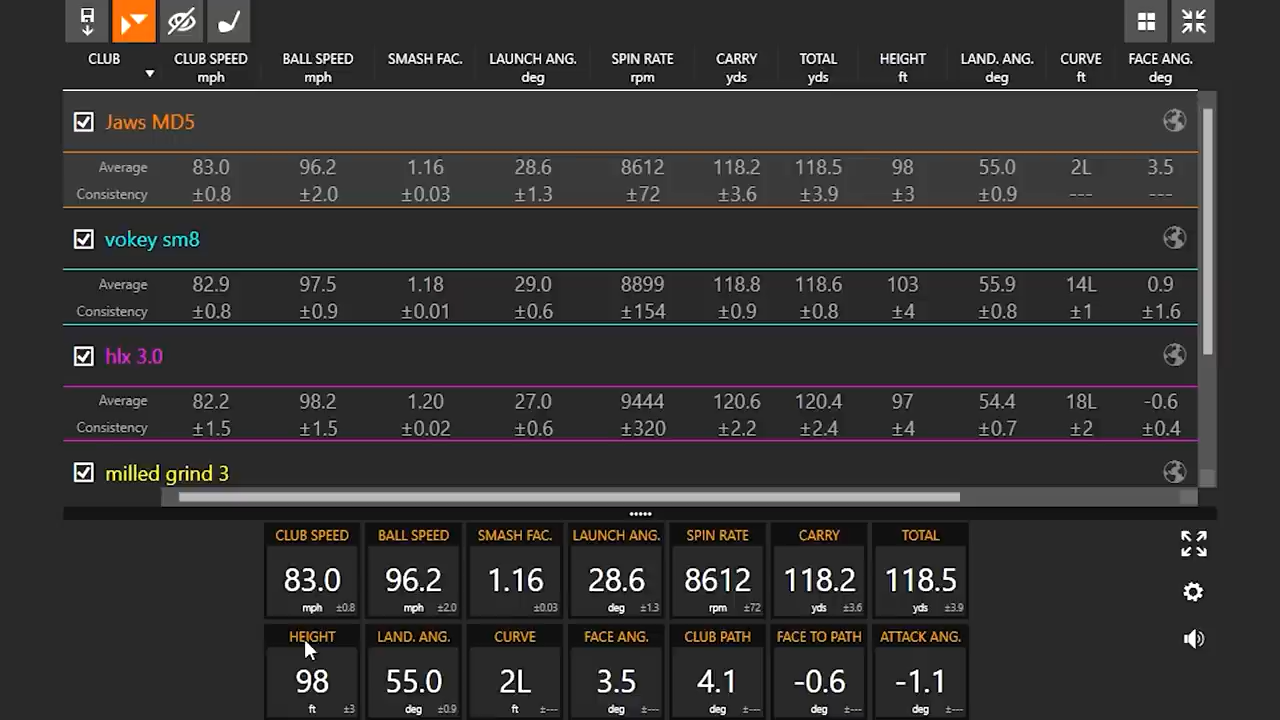 CLUB CLUB SPEED BALL SPEED SMASH FAC. LAUNCH ANG. SPIN RATE CARRY TOTAL HEIGHT LAND. ANG. CURVE FACE ANG.
mph mph deg rpm yds yds ft deg ft deg
Jaws MD5
Average 83.0 96.2 1.16 28.6 8612 118.2 118.5 98 55.0 2L 3.5
Consistency ±0.8 ±2.0 ±0.03 ±1.3 ±72 ±3.6 ±3.9 ±3 ±0.9 --- ---
vokey sm8
Average 82.9 97.5 1.18 29.0 8899 118.8 118.6 103 55.9 14L 0.9
Consistency ±0.8 ±0.9 ±0.01 ±0.6 ±154 ±0.9 ±0.8 ±4 ±0.8 ±1 ±1.6
hlx 3.0
Average 82.2 98.2 1.20 27.0 9444 120.6 120.4 97 54.4 18L -0.6
Consistency ±1.5 ±1.5 ±0.02 ±0.6 ±320 ±2.2 ±2.4 ±4 ±0.7 ±2 ±0.4
milled grind 3
CLUB SPEED BALL SPEED SMASH FAC. LAUNCH ANG. SPIN RATE CARRY TOTAL
83.0 96.2 1.16 28.6 8612 118.2 118.5
mph ±0.8 mph ±2.0 ±0.03 deg ±1.3 rpm ±72 yds ±3.6 yds ±3.9
HEIGHT LAND. ANG. CURVE FACE ANG. CLUB PATH FACE TO PATH ATTACK ANG.
98 55.0 2L 3.5 4.1 -0.6 -1.1
ft ±3 deg ±0.9 ft ±--- deg ±--- deg ±--- deg ±--- deg ±---